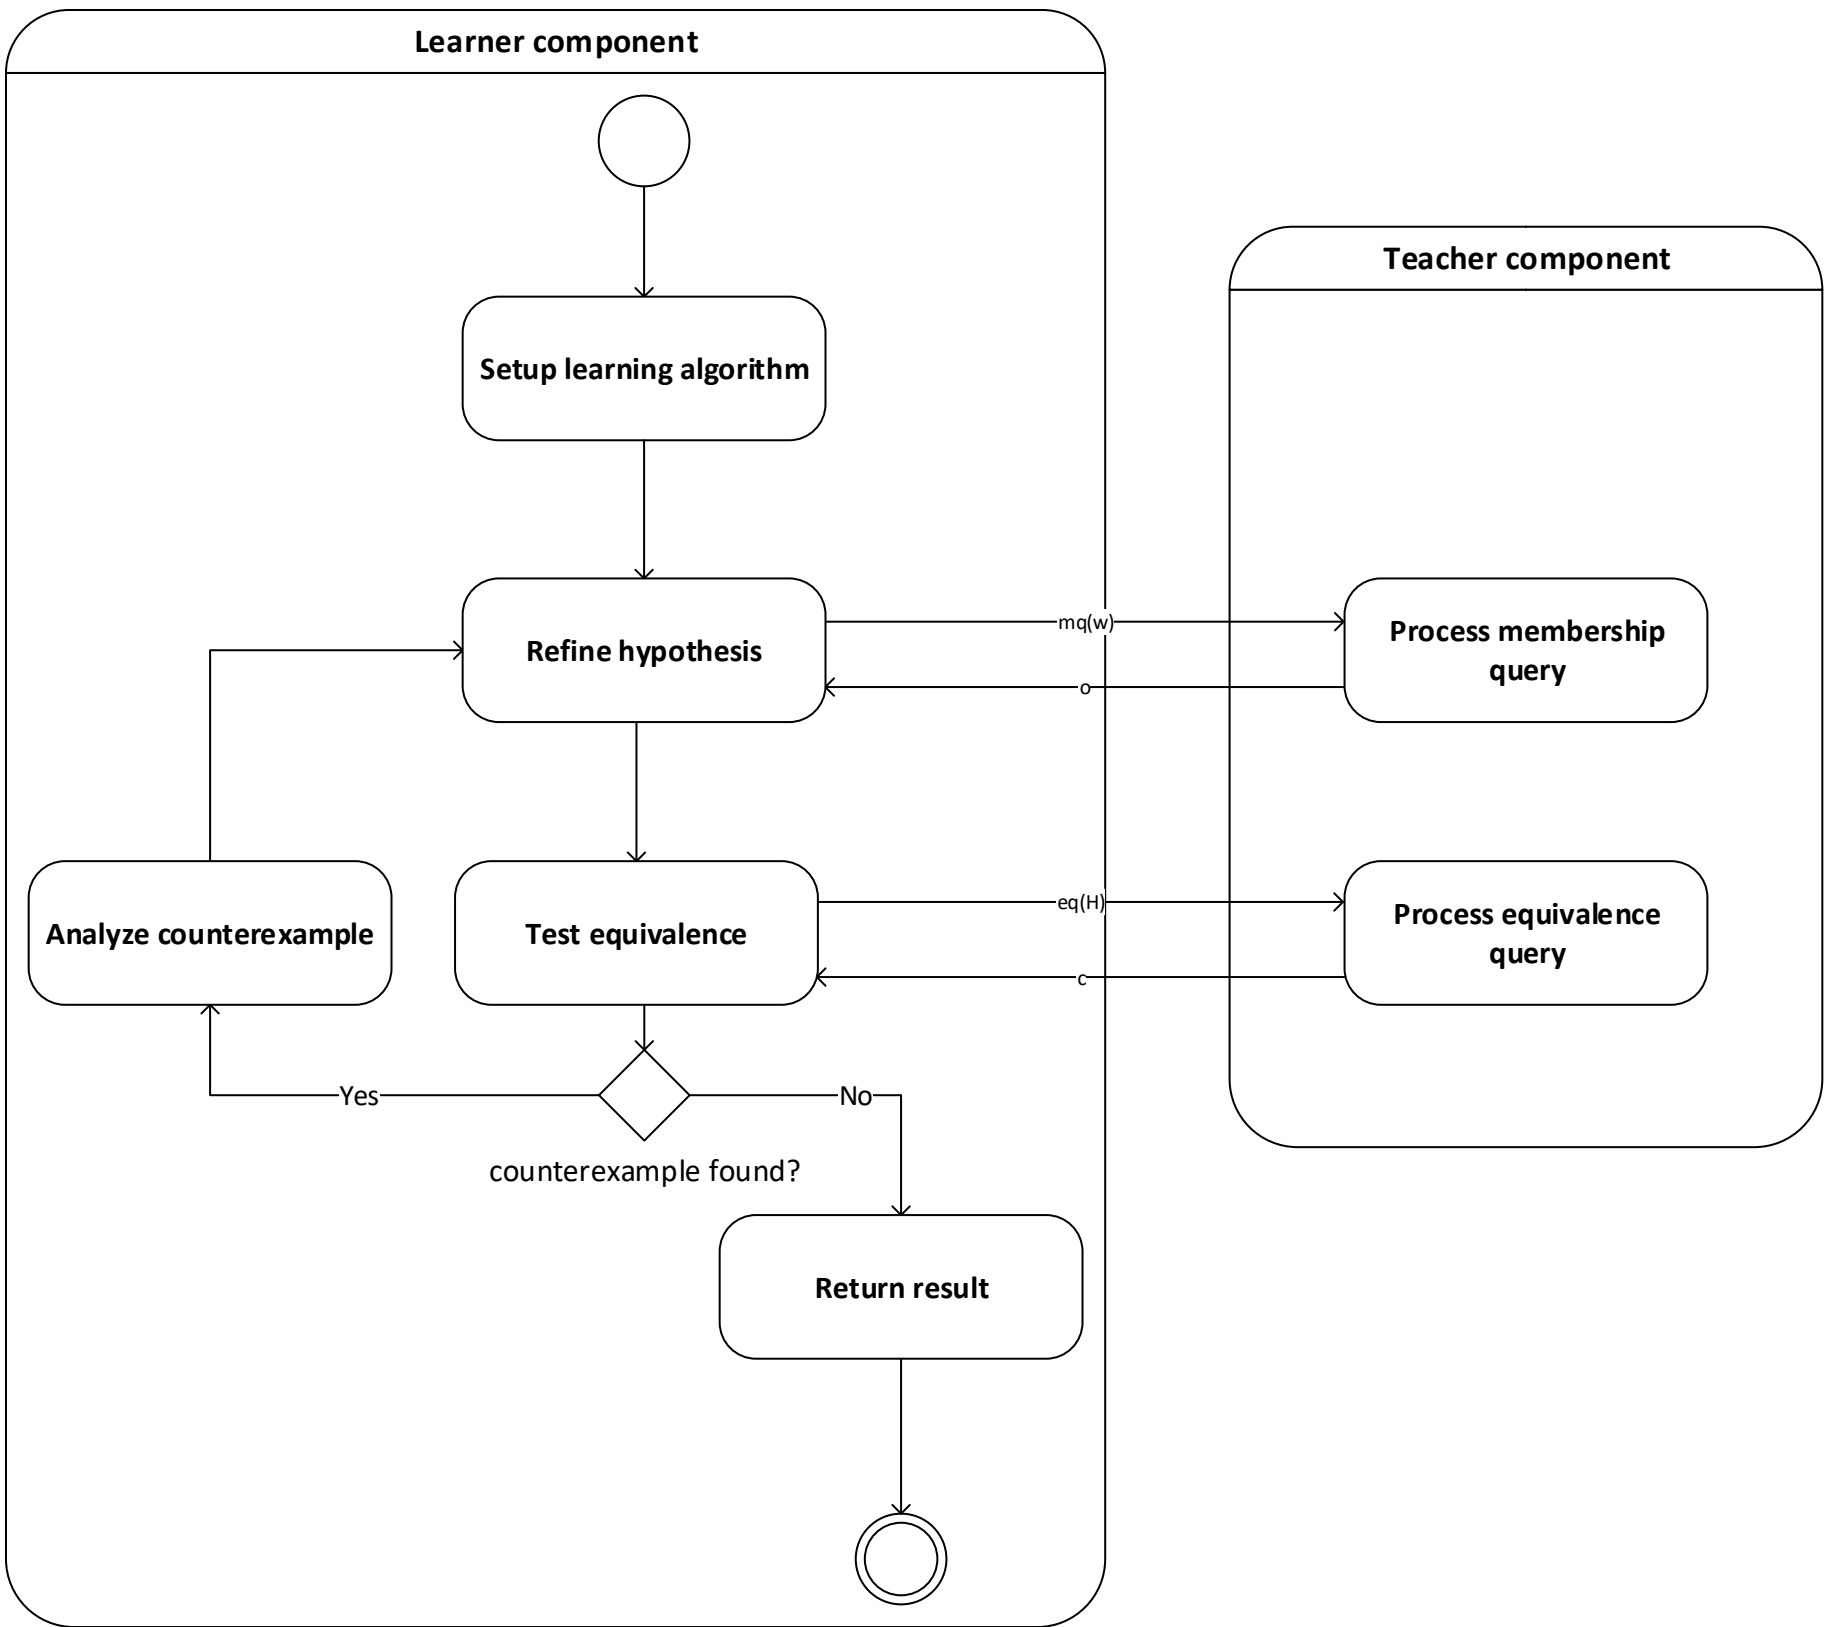 Learner component
Teacher component
Setup learning algorithm
Refine hypothesis
mq(w)
o
Process membership
query
Analyze counterexample
Test equivalence
eq(H)
c
Process equivalence
query
Yes
No
counterexample found?
Return result